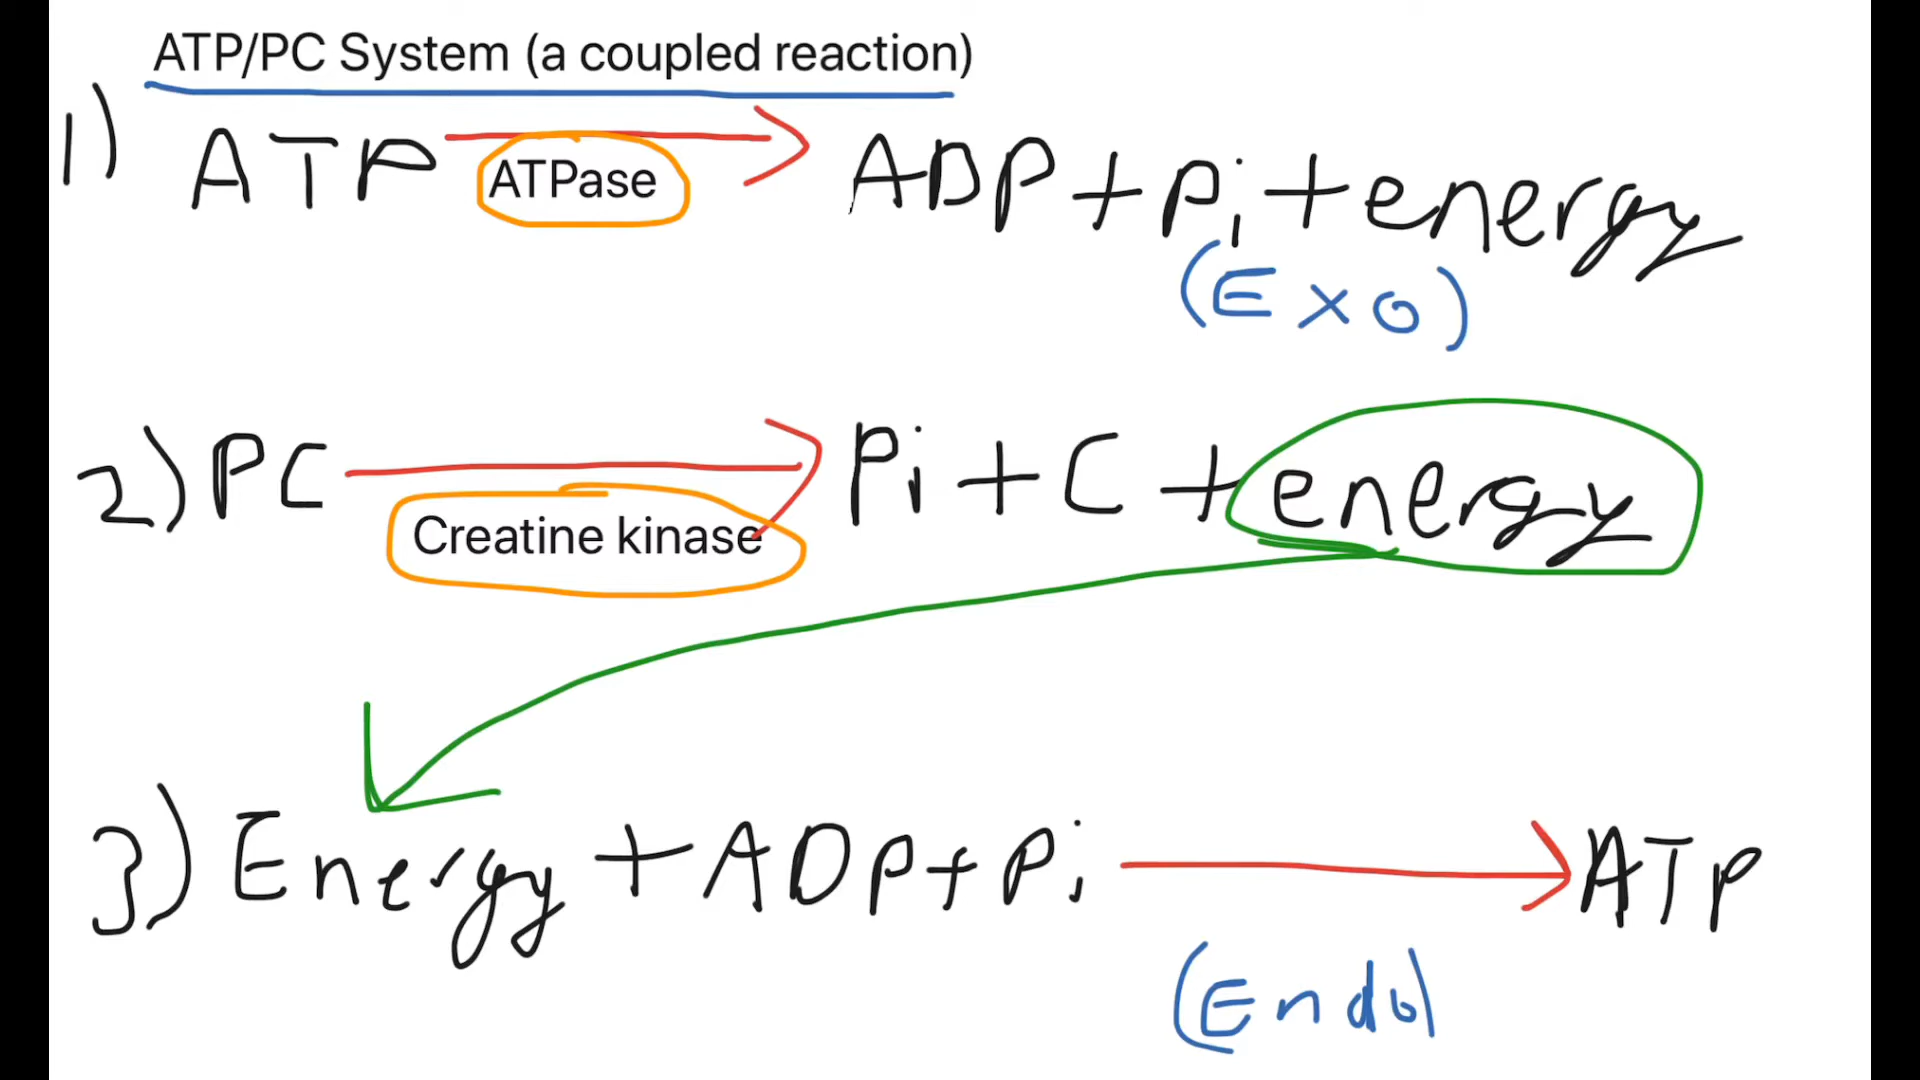 ATP/PC System (a coupled reaction)
1) ATP ATPase ADP + Pi + energy
(Exo)
2) PC Creatine kinase Pi + C + energy
3) Energy + ADP + Pi ATP
(Endo)